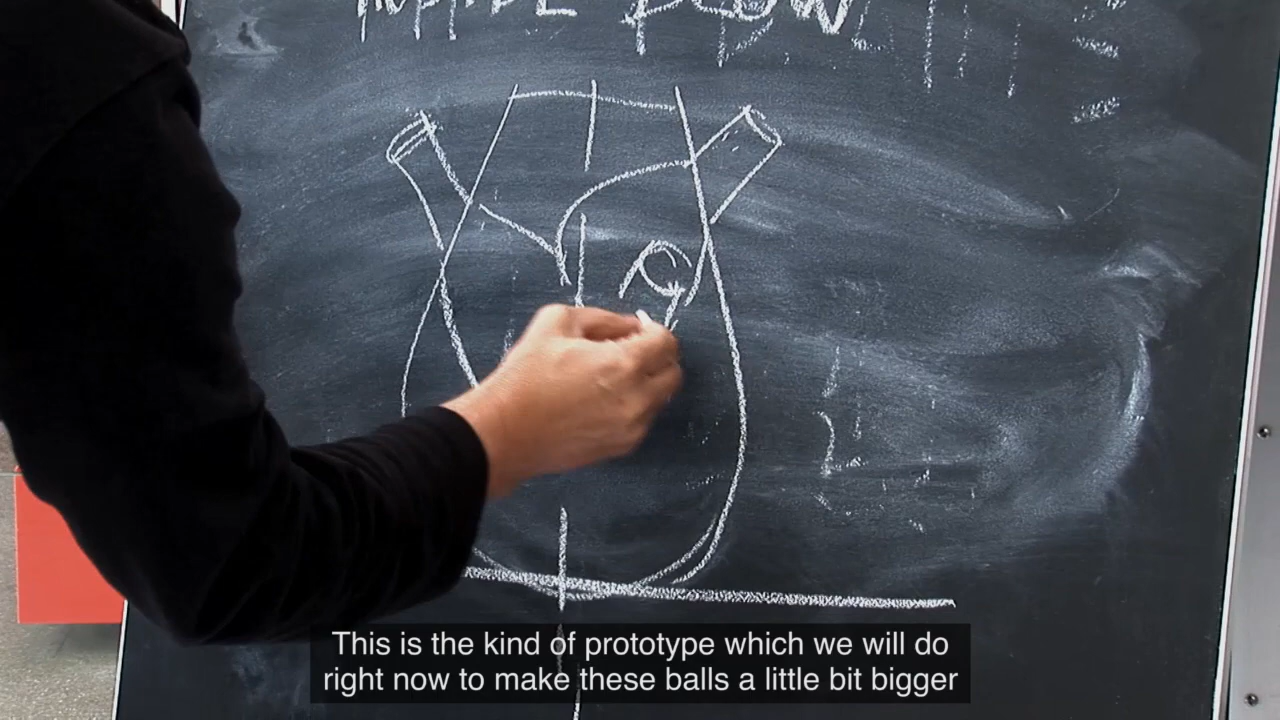 This is the kind of prototype which we will do
right now to make these balls a little bit bigger